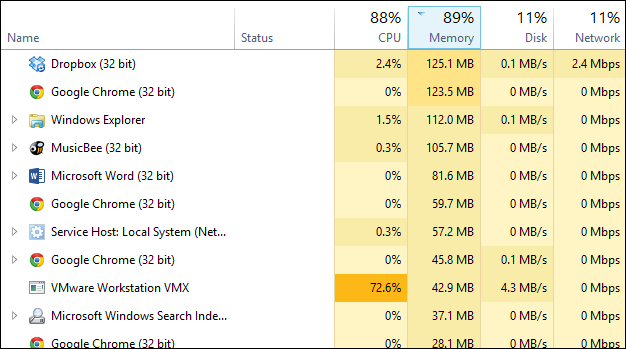 88% 89% 11% 11%
Name Status CPU Memory Disk Network
Dropbox (32 bit) 2.4% 125.1 MB 0.1 MB/s 2.4 Mbps
Google Chrome (32 bit) 0% 123.5 MB 0 MB/s 0 Mbps
Windows Explorer 1.5% 112.0 MB 0.1 MB/s 0 Mbps
MusicBee (32 bit) 0.3% 105.7 MB 0 MB/s 0 Mbps
Microsoft Word (32 bit) 0% 81.6 MB 0 MB/s 0 Mbps
Google Chrome (32 bit) 0% 59.7 MB 0 MB/s 0 Mbps
Service Host: Local System (Net... 0.3% 57.2 MB 0 MB/s 0 Mbps
Google Chrome (32 bit) 0% 45.8 MB 0.1 MB/s 0 Mbps
VMware Workstation VMX 72.6% 42.9 MB 4.3 MB/s 0 Mbps
Microsoft Windows Search Inde... 0% 37.1 MB 0 MB/s 0 Mbps
Google Chrome (32 bit) 0% 28.1 MB 0 MB/s 0 Mbps